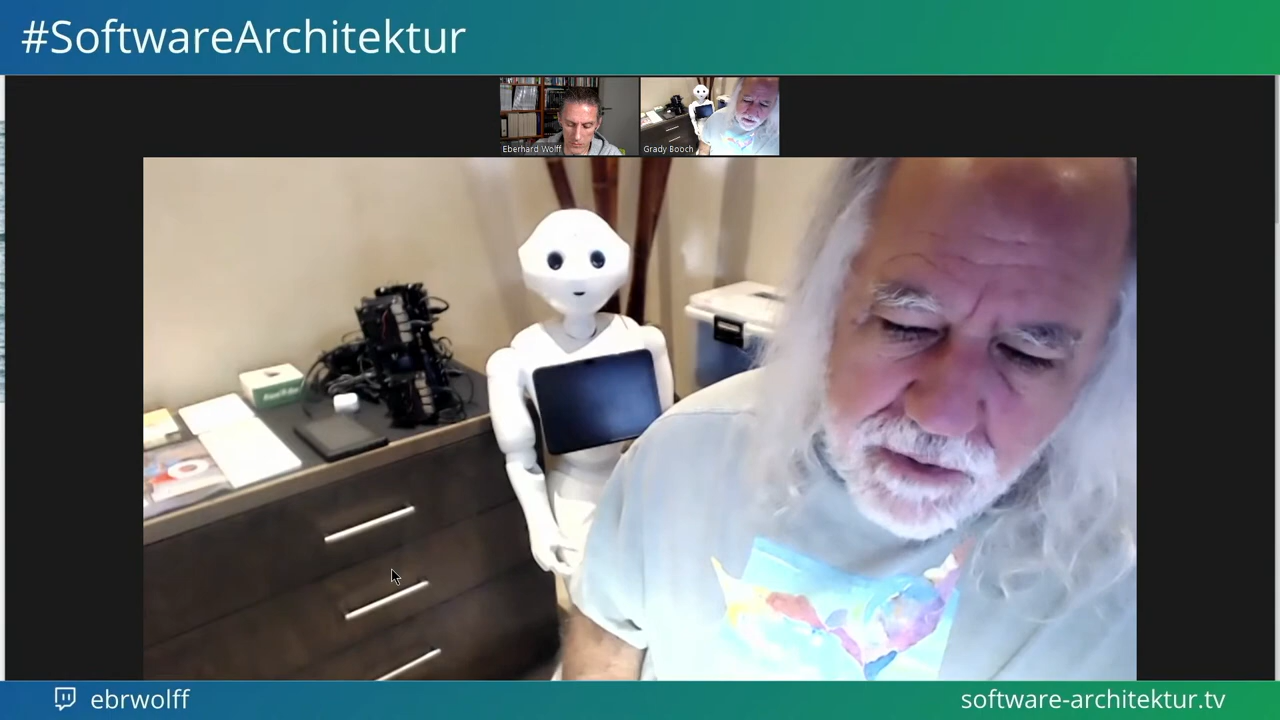 #SoftwareArchitektur
Eberhard Wolff
Grady Booch
ebrwolff
software-architektur.tv